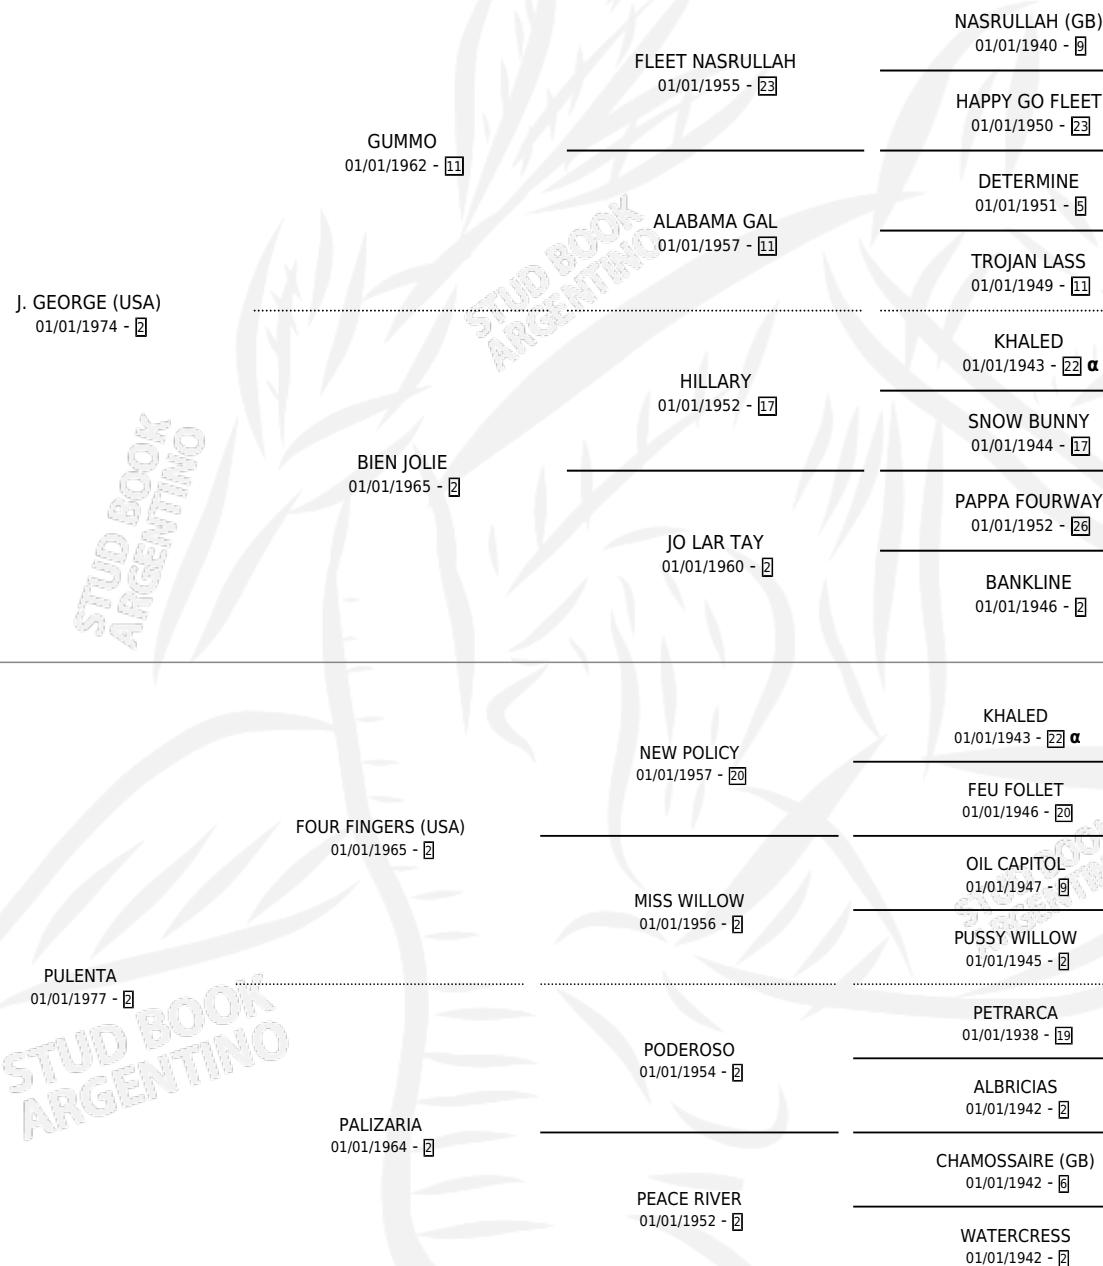 NASRULLAH (GB)
01/01/1940 - 9
FLEET NASRULLAH
01/01/1955 - 23
HAPPY GO FLEET
01/01/1950 - 23
GUMMO
01/01/1962 - 11
DETERMINE
01/01/1951 - 5
ALABAMA GAL
01/01/1957 - 11
TROJAN LASS
01/01/1949 - 11
J. GEORGE (USA)
01/01/1974 - 2
KHALED
01/01/1943 - 22 α
HILLARY
01/01/1952 - 17
SNOW BUNNY
01/01/1944 - 17
BIEN JOLIE
01/01/1965 - 2
PAPPA FOURWAY
01/01/1952 - 26
JO LAR TAY
01/01/1960 - 2
BANKLINE
01/01/1946 - 2
KHALED
01/01/1943 - 22 α
NEW POLICY
01/01/1957 - 20
FEU FOLLET
01/01/1946 - 20
FOUR FINGERS (USA)
01/01/1965 - 2
OIL CAPITOL
01/01/1947 - 9
MISS WILLOW
01/01/1956 - 2
PUSSY WILLOW
01/01/1945 - 2
PULENTA
01/01/1977 - 2
PETRARCA
01/01/1938 - 19
PODEROSO
01/01/1954 - 2
ALBRICIAS
01/01/1942 - 2
PALIZARIA
01/01/1964 - 2
CHAMOSSAIRE (GB)
01/01/1942 - 6
PEACE RIVER
01/01/1952 - 2
WATERCRESS
01/01/1942 - 2
STUD BOOK
ARGENTINO
STUD BOOK
ARGENTINO
STUD BOOK
ARGENTINO
STUD BOOK
ARGENTINO